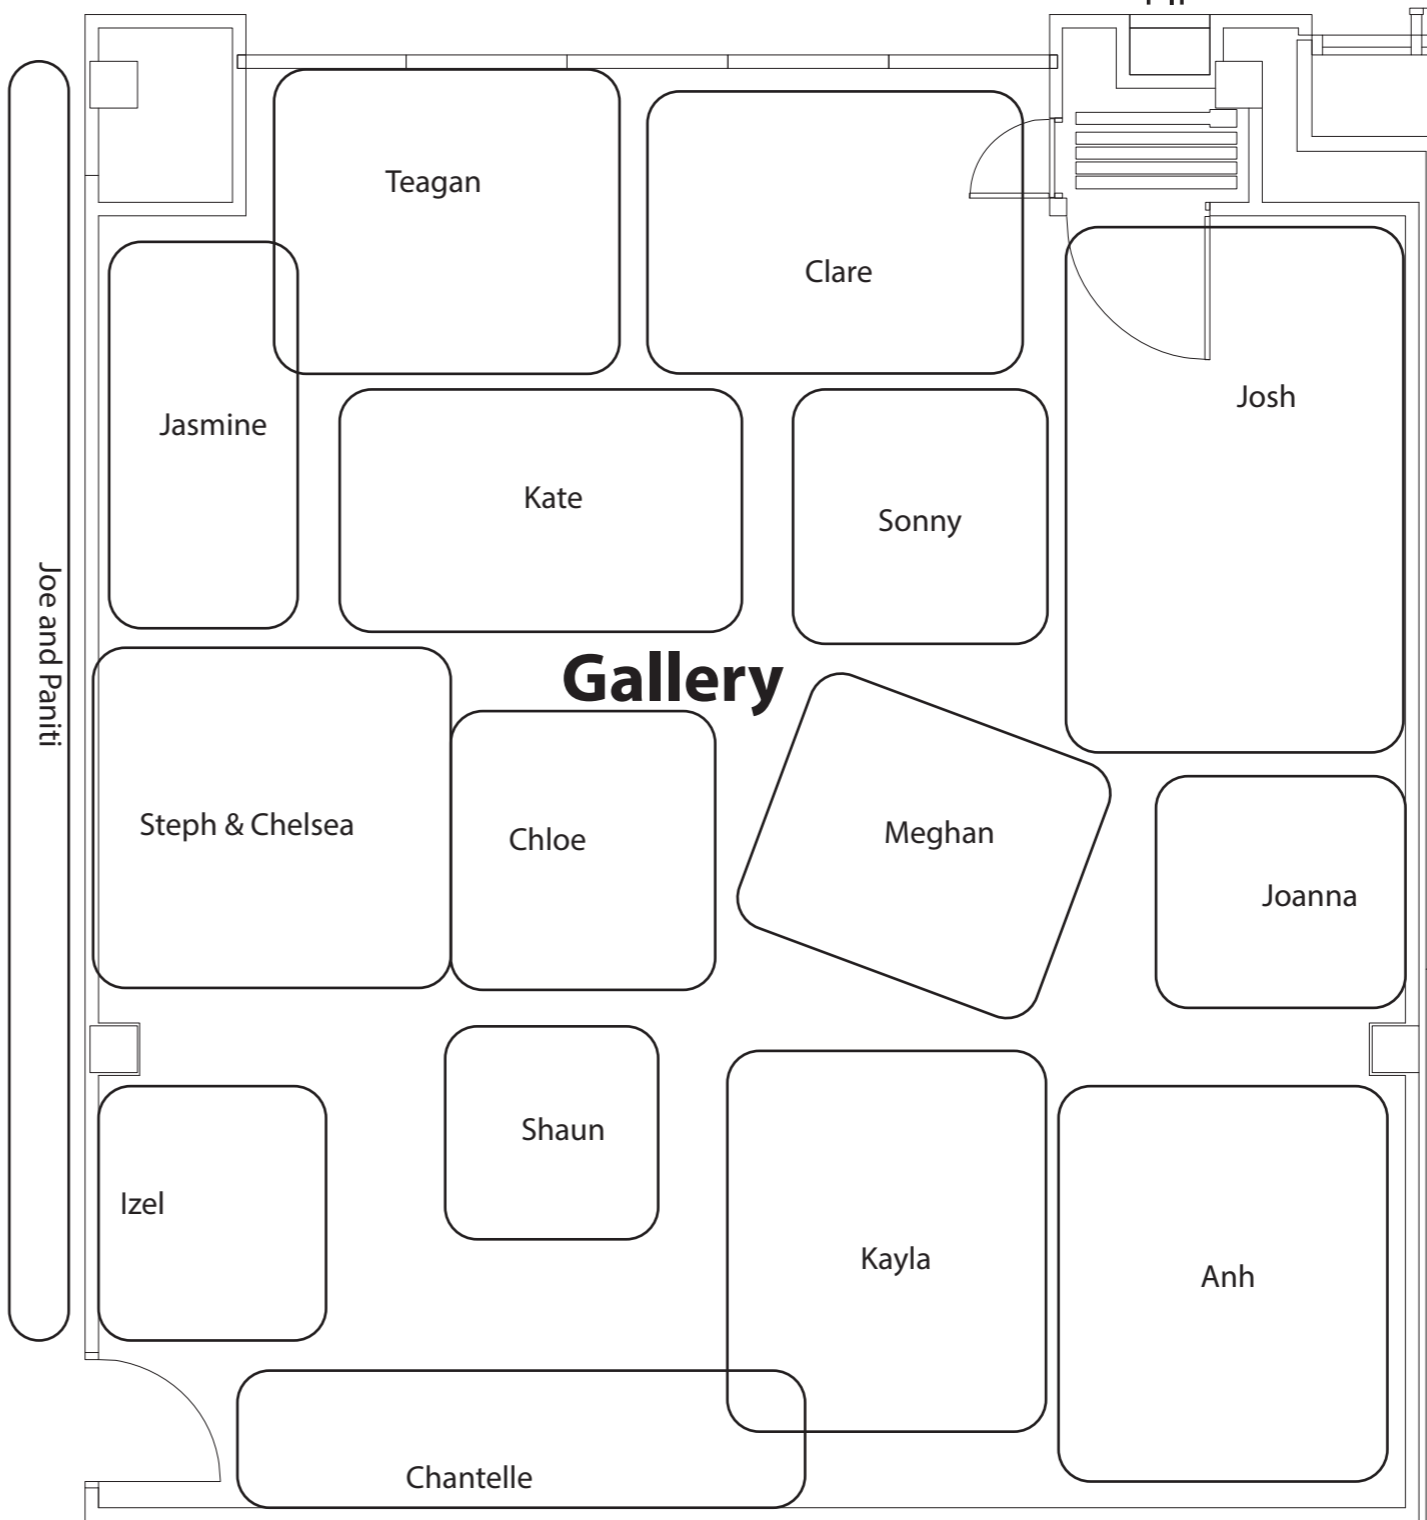 Teagan
Clare
Josh
Jasmine
Kate
Sonny
Joe and Paniti
Gallery
Steph & Chelsea
Chloe
Meghan
Joanna
Shaun
Izel
Kayla
Anh
Chantelle